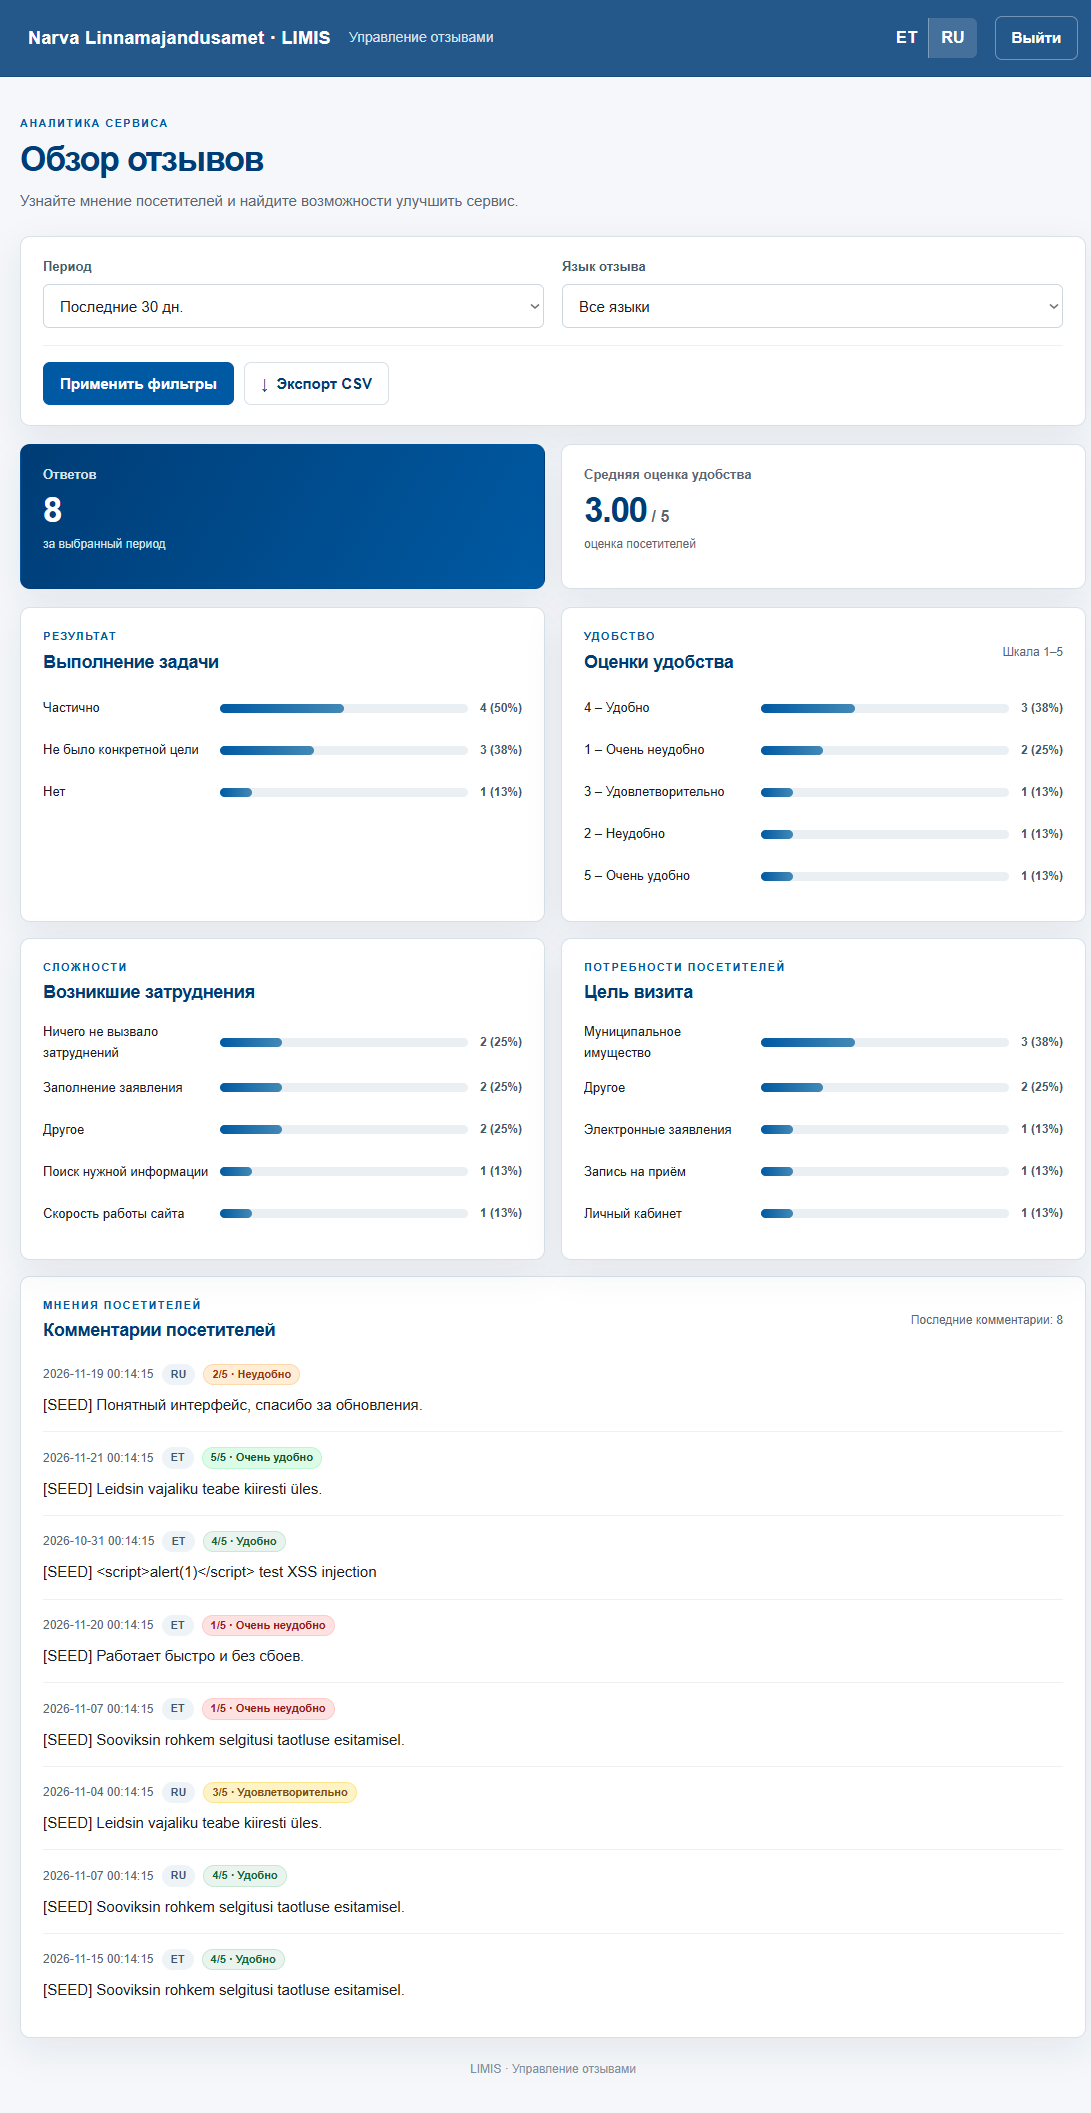 Narva Linnamajandusamet · LIMIS Управление отзывами ET RU Выйти
АНАЛИТИКА СЕРВИСА
Обзор отзывов
Узнайте мнение посетителей и найдите возможности улучшить сервис.
Период
Последние 30 дн.
Язык отзыва
Все языки
Применить фильтры
↓ Экспорт CSV
Ответов
8
за выбранный период
Средняя оценка удобства
3.00 / 5
оценка посетителей
РЕЗУЛЬТАТ
Выполнение задачи
Частично 4 (50%)
Не было конкретной цели 3 (38%)
Нет 1 (13%)
УДОБСТВО
Оценки удобства
Шкала 1–5
4 – Удобно 3 (38%)
1 – Очень неудобно 2 (25%)
3 – Удовлетворительно 1 (13%)
2 – Неудобно 1 (13%)
5 – Очень удобно 1 (13%)
СЛОЖНОСТИ
Возникшие затруднения
Ничего не вызвало
затруднений 2 (25%)
Заполнение заявления 2 (25%)
Другое 2 (25%)
Поиск нужной информации 1 (13%)
Скорость работы сайта 1 (13%)
ПОТРЕБНОСТИ ПОСЕТИТЕЛЕЙ
Цель визита
Муниципальное
имущество 3 (38%)
Другое 2 (25%)
Электронные заявления 1 (13%)
Запись на приём 1 (13%)
Личный кабинет 1 (13%)
МНЕНИЯ ПОСЕТИТЕЛЕЙ
Комментарии посетителей
Последние комментарии: 8
2026-11-19 00:14:15 RU 2/5 · Неудобно
[SEED] Понятный интерфейс, спасибо за обновления.
2026-11-21 00:14:15 ET 5/5 · Очень удобно
[SEED] Leidsin vajaliku teabe kiiresti üles.
2026-10-31 00:14:15 ET 4/5 · Удобно
[SEED] <script>alert(1)</script> test XSS injection
2026-11-20 00:14:15 ET 1/5 · Очень неудобно
[SEED] Работает быстро и без сбоев.
2026-11-07 00:14:15 ET 1/5 · Очень неудобно
[SEED] Sooviksin rohkem selgitusi taotluse esitamisel.
2026-11-04 00:14:15 RU 3/5 · Удовлетворительно
[SEED] Leidsin vajaliku teabe kiiresti üles.
2026-11-07 00:14:15 RU 4/5 · Удобно
[SEED] Sooviksin rohkem selgitusi taotluse esitamisel.
2026-11-15 00:14:15 ET 4/5 · Удобно
[SEED] Sooviksin rohkem selgitusi taotluse esitamisel.
LIMIS · Управление отзывами